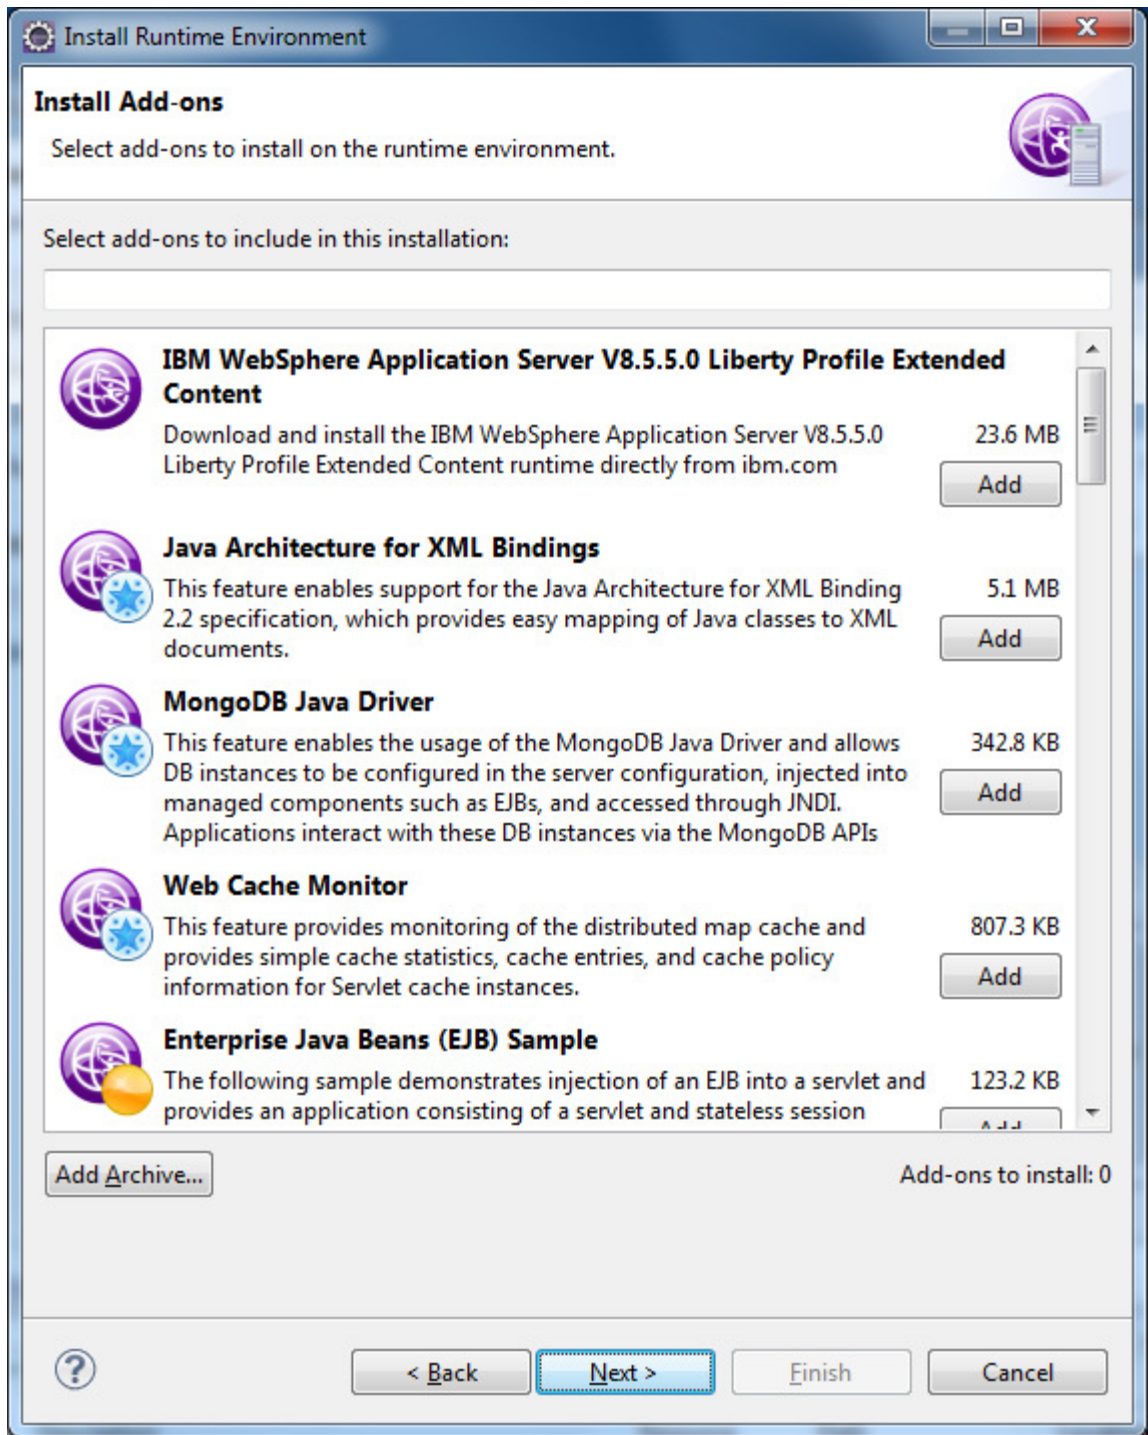 Install Runtime Environment
Install Add-ons
Select add-ons to install on the runtime environment.
Select add-ons to include in this installation:
IBM WebSphere Application Server V8.5.5.0 Liberty Profile Extended
Content
Download and install the IBM WebSphere Application Server V8.5.5.0
Liberty Profile Extended Content runtime directly from ibm.com
23.6 MB
Add
Java Architecture for XML Bindings
This feature enables support for the Java Architecture for XML Binding
2.2 specification, which provides easy mapping of Java classes to XML
documents.
5.1 MB
Add
MongoDB Java Driver
This feature enables the usage of the MongoDB Java Driver and allows
DB instances to be configured in the server configuration, injected into
managed components such as EJBs, and accessed through JNDI.
Applications interact with these DB instances via the MongoDB APIs
342.8 KB
Add
Web Cache Monitor
This feature provides monitoring of the distributed map cache and
provides simple cache statistics, cache entries, and cache policy
information for Servlet cache instances.
807.3 KB
Add
Enterprise Java Beans (EJB) Sample
The following sample demonstrates injection of an EJB into a servlet and
provides an application consisting of a servlet and stateless session
123.2 KB
Add
Add Archive...
Add-ons to install: 0
?
< Back
Next >
Finish
Cancel